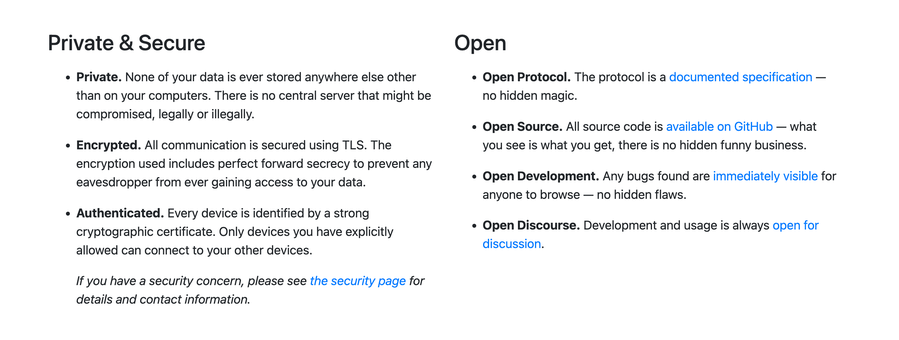 Private & Secure
• Private. None of your data is ever stored anywhere else other
than on your computers. There is no central server that might be
compromised, legally or illegally.
• Encrypted. All communication is secured using TLS. The
encryption used includes perfect forward secrecy to prevent any
eavesdropper from ever gaining access to your data.
• Authenticated. Every device is identified by a strong
cryptographic certificate. Only devices you have explicitly
allowed can connect to your other devices.
If you have a security concern, please see the security page for
details and contact information.
Open
• Open Protocol. The protocol is a documented specification —
no hidden magic.
• Open Source. All source code is available on GitHub — what
you see is what you get, there is no hidden funny business.
• Open Development. Any bugs found are immediately visible for
anyone to browse — no hidden flaws.
• Open Discourse. Development and usage is always open for
discussion.